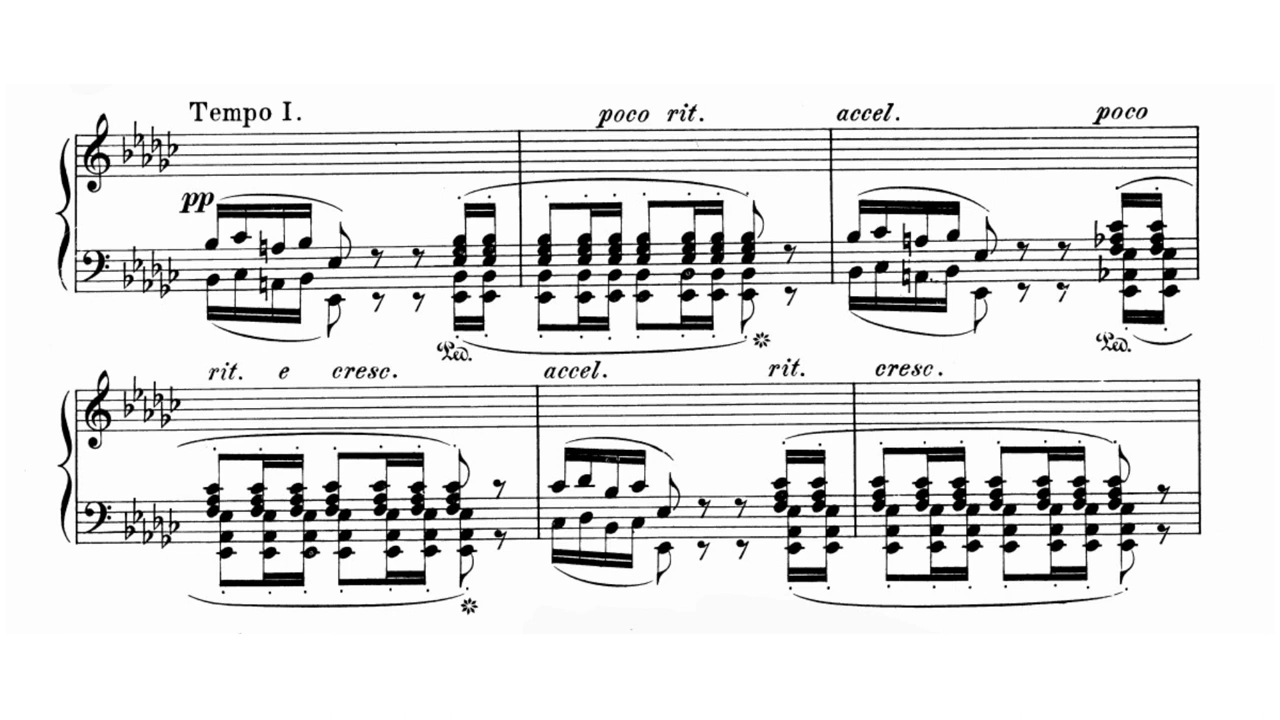 Tempo I. poco rit. accel. poco
pp
Ped. Ped.
rit. e cresc. accel. rit. cresc.